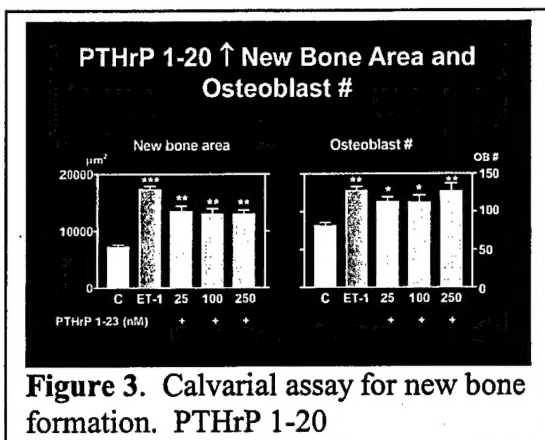 PTHrP 1-20 ↑ New Bone Area and
Osteoblast #
New bone area
µm²
20000
10000
0
***
**
**
**
C ET-1 25 100 250
PTHrP 1-23 (nM) + + +
Osteoblast #
OB #
150
100
50
0
**
*
*
**
C ET-1 25 100 250
+ + +
Figure 3. Calvarial assay for new bone
formation. PTHrP 1-20